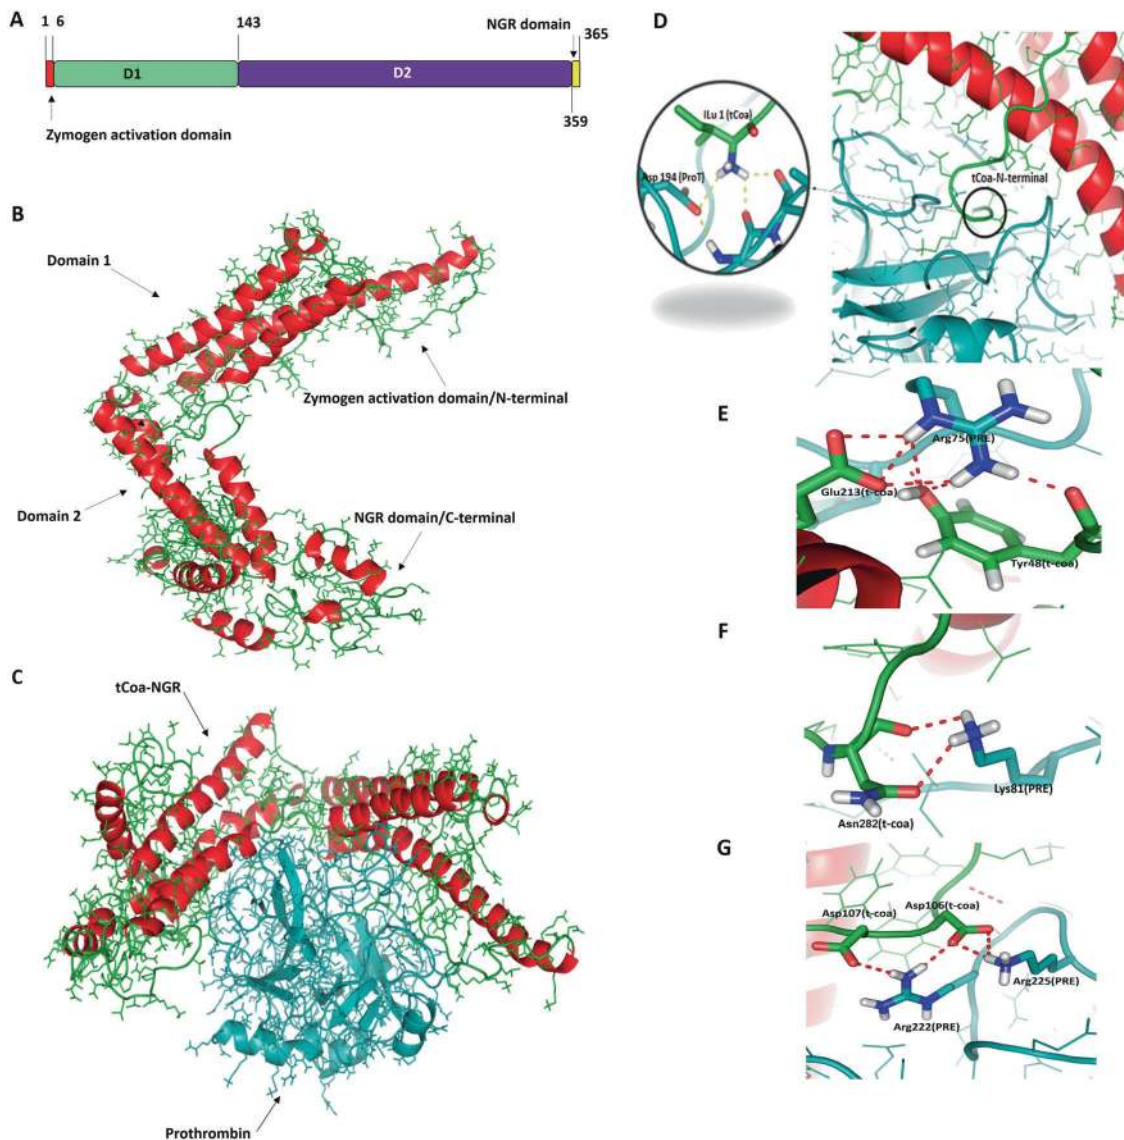 A
1 6
143
NGR domain
365
D1
D2
Zymogen activation domain
359
B
Domain 1
Zymogen activation domain/N-terminal
Domain 2
NGR domain/C-terminal
C
tCoa-NGR
Prothrombin
D
ILu 1 (tCoa)
Asp 194 (ProT)
tCoa-N-terminal
E
Arg75(PRE)
Glu213(t-coa)
Tyr48(t-coa)
F
Lys81(PRE)
Asn282(t-coa)
G
Asp107(t-coa)
Asp106(t-coa)
Arg225(PRE)
Arg222(PRE)